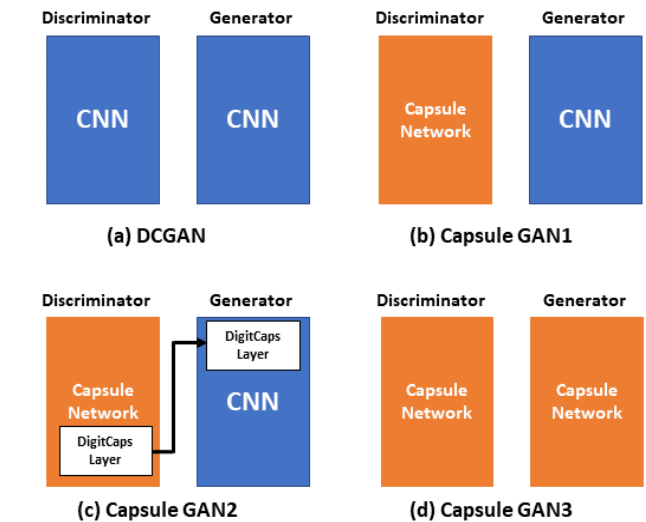 Discriminator Generator
CNN CNN
(a) DCGAN
Discriminator Generator
Capsule
Network
CNN
(b) Capsule GAN1
Discriminator Generator
Capsule
Network
DigitCaps
Layer
DigitCaps
Layer
CNN
(c) Capsule GAN2
Discriminator Generator
Capsule
Network
Capsule
Network
(d) Capsule GAN3